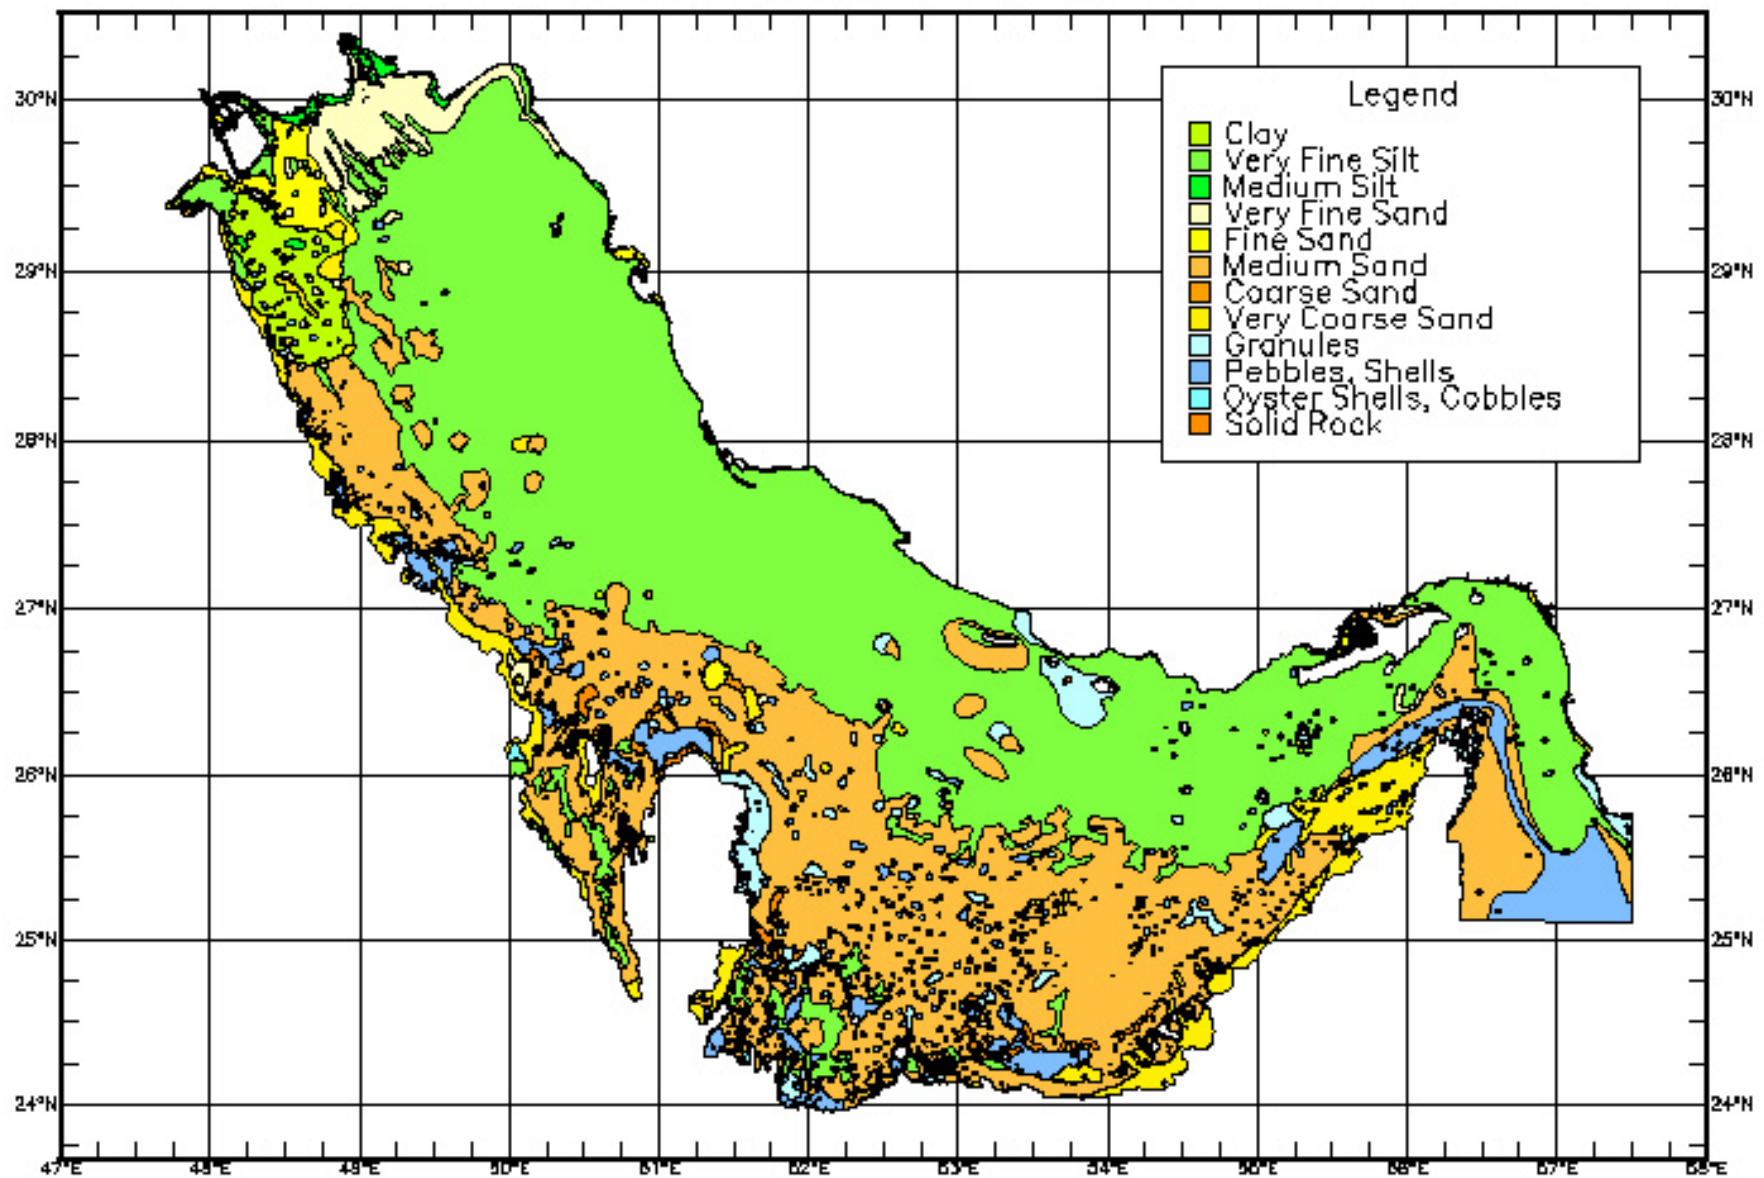 Legend
Clay
Very Fine Silt
Medium Silt
Very Fine Sand
Fine Sand
Medium Sand
Coarse Sand
Very Coarse Sand
Granules
Pebbles, Shells
Oyster Shells, Cobbles
Solid Rock
30°N 30°N
29°N 29°N
28°N 28°N
27°N 27°N
26°N 26°N
25°N 25°N
24°N 24°N
47°E 48°E 49°E 50°E 51°E 52°E 53°E 54°E 55°E 56°E 57°E 58°E